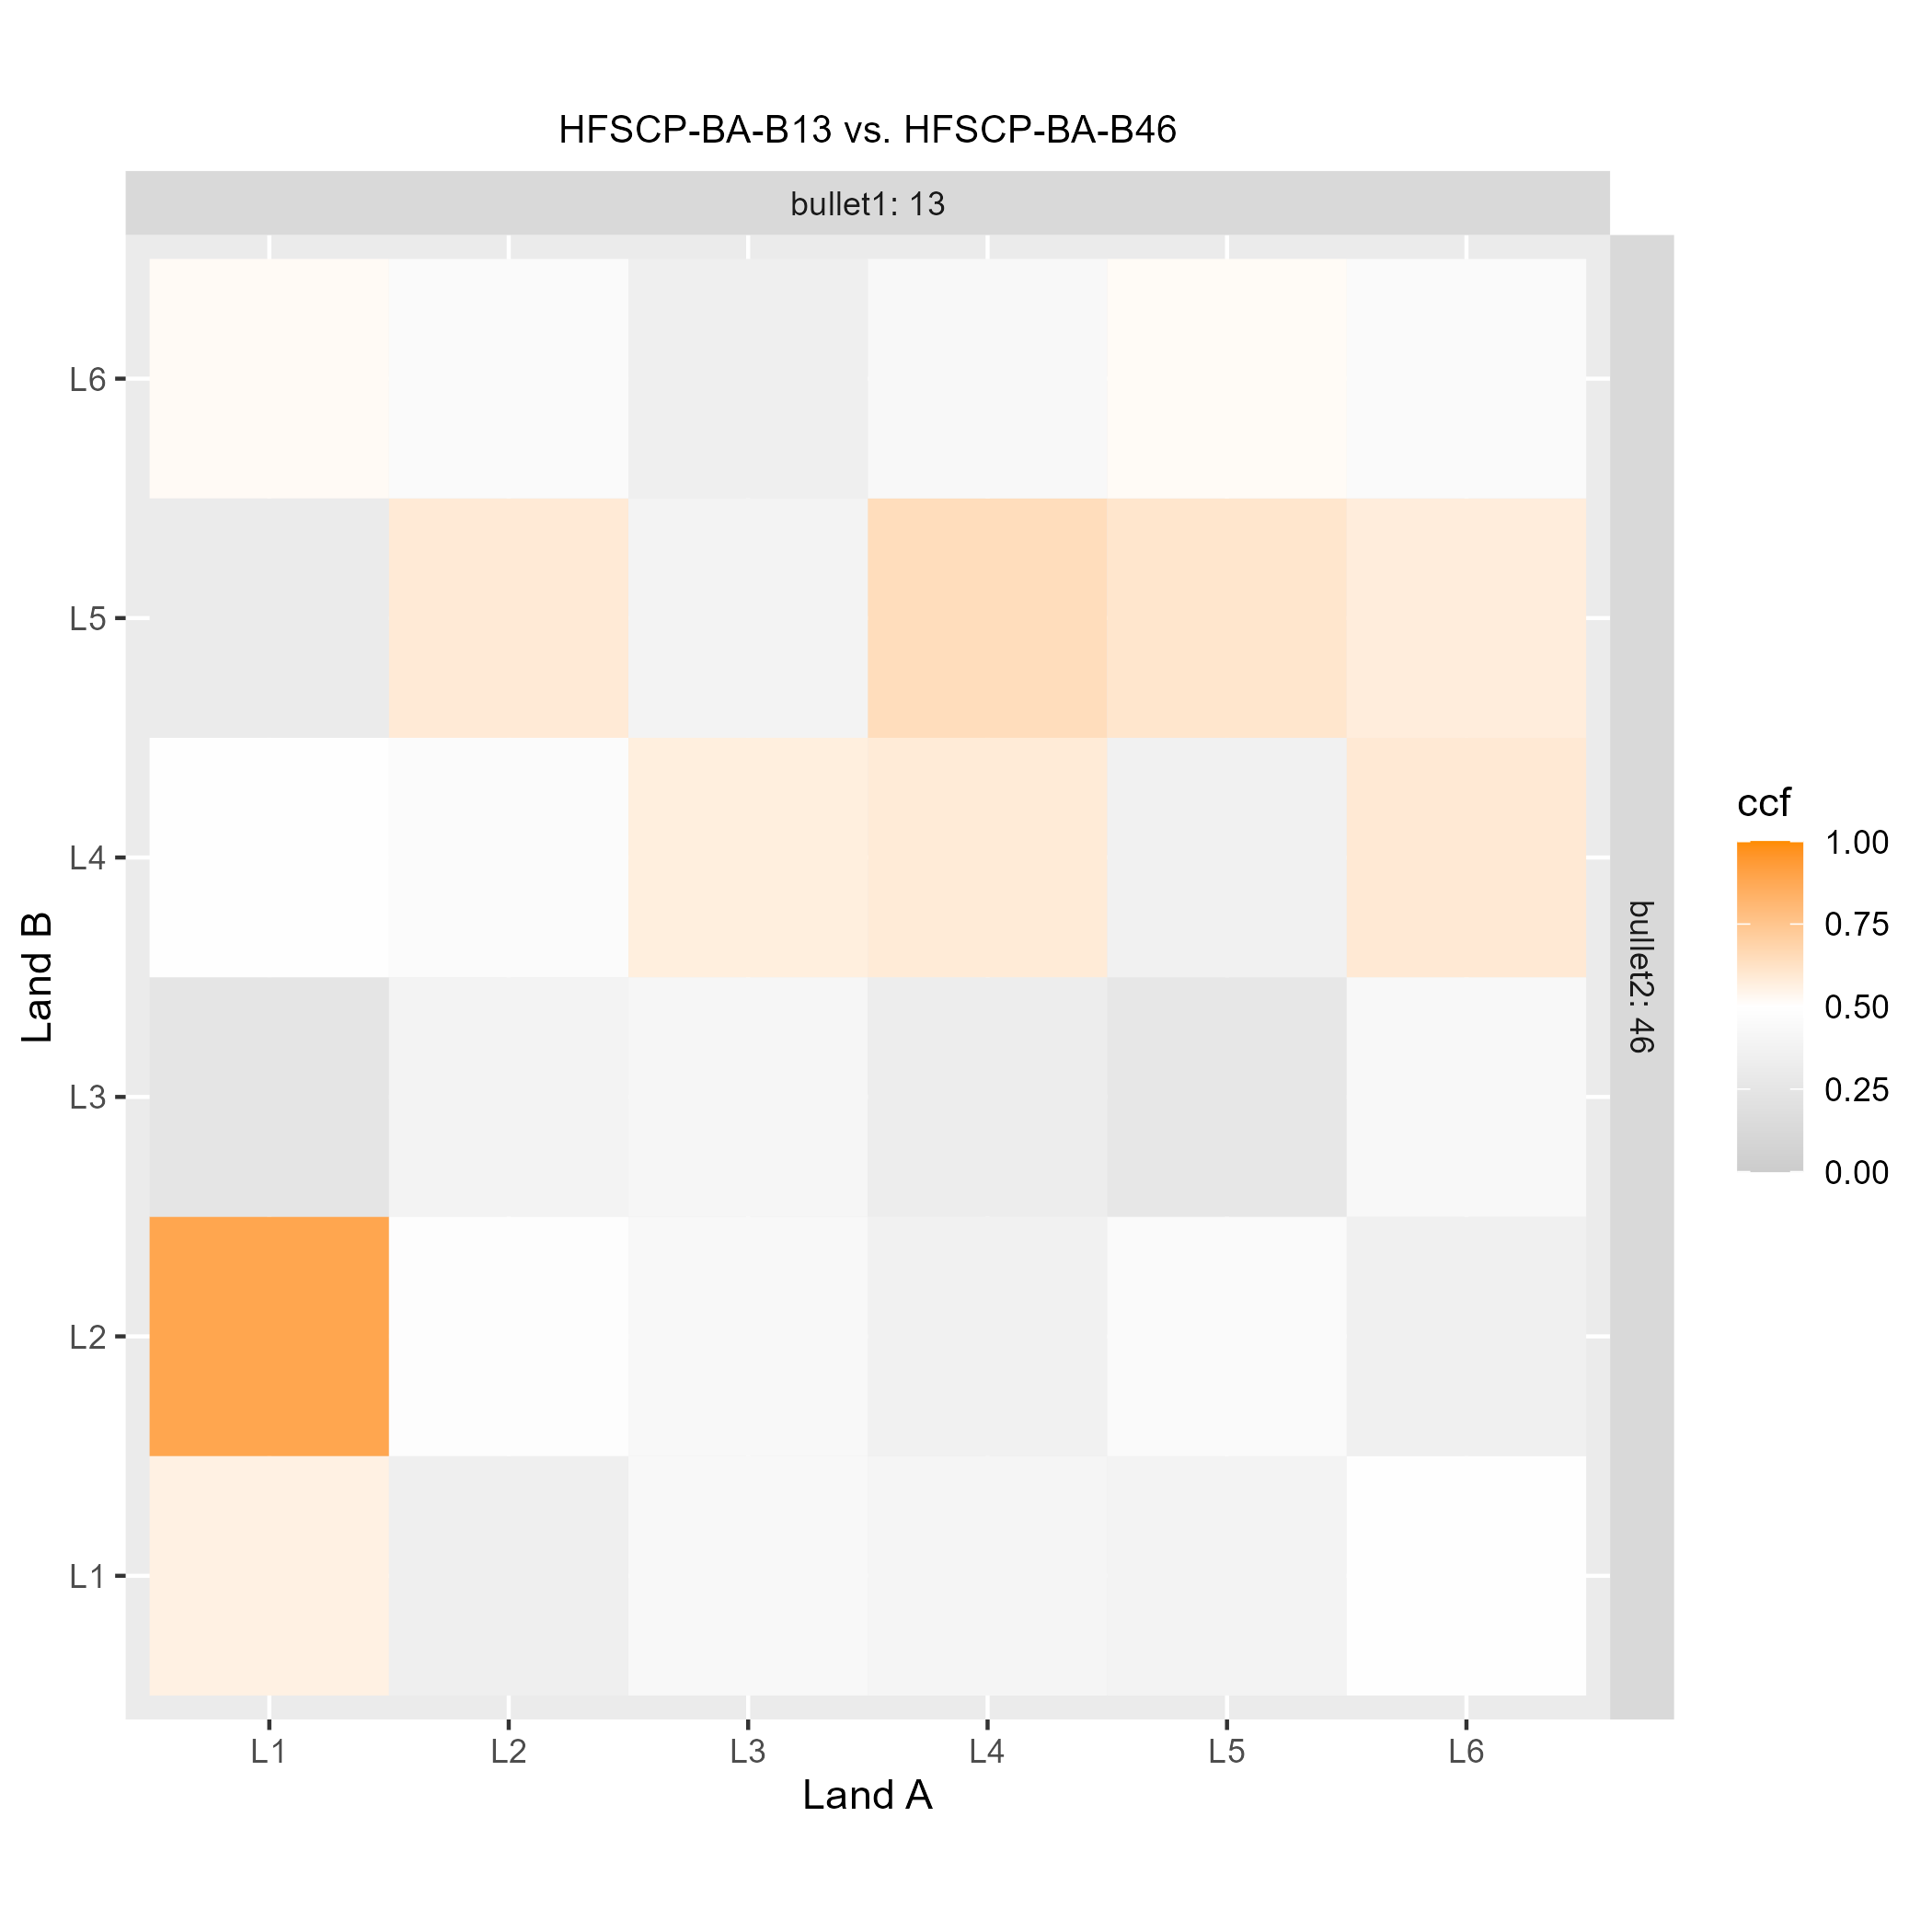 HFSCP-BA-B13 vs. HFSCP-BA-B46
bullet1: 13
L6
L5
L4
L3
L2
L1
Land B
bullet2: 46
L1 L2 L3 L4 L5 L6
Land A
ccf
1.00
0.75
0.50
0.25
0.00